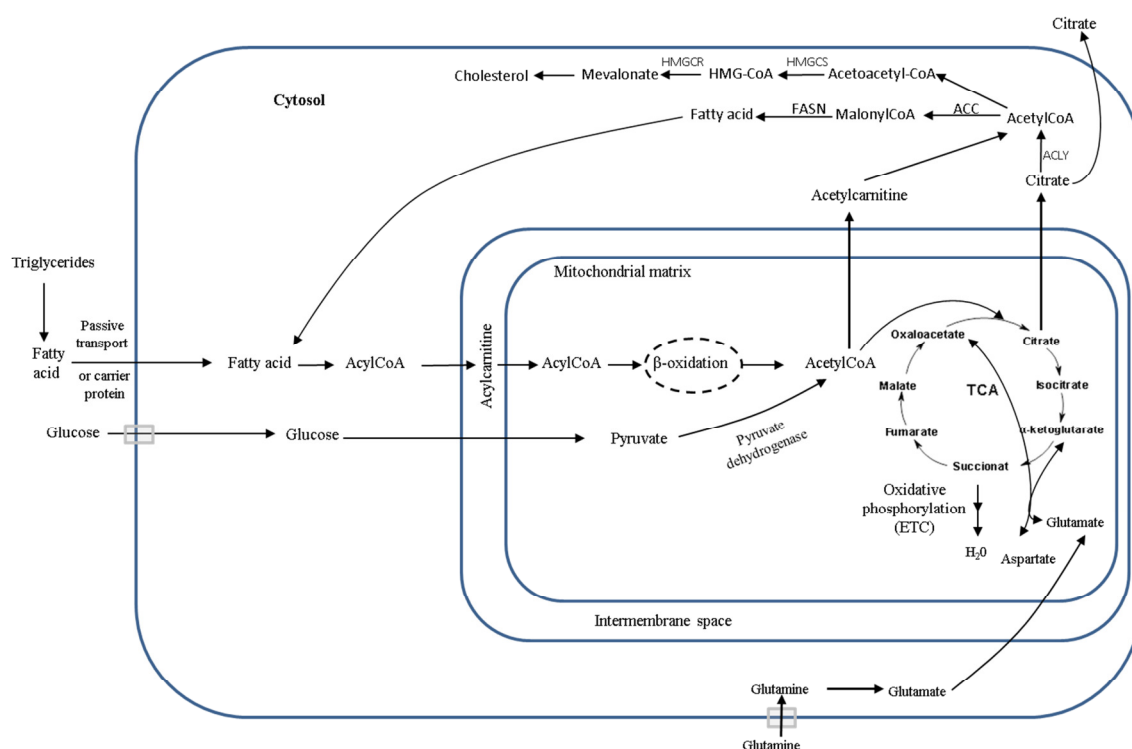 Citrate
HMGCR
HMGCS
Cholesterol
Mevalonate
HMG-CoA
Acetoacetyl-CoA
Cytosol
Fatty acid
FASN
MalonylCoA
ACC
AcetylCoA
ACLY
Citrate
Acetylcarnitine
Triglycerides
Mitochondrial matrix
Passive
transport
or carrier
protein
Fatty
acid
Fatty acid
AcylCoA
Acylcarnitine
AcylCoA
β-oxidation
AcetylCoA
Oxaloacetate
Citrate
Malate
TCA
Isocitrate
Glucose
Glucose
Pyruvate
Pyruvate
dehydrogenase
Fumarate
α-ketoglutarate
Succionat
Oxidative
phosphorylation
(ETC)
H₂0
Aspartate
Glutamate
Intermembrane space
Glutamine
Glutamate
Glutamine